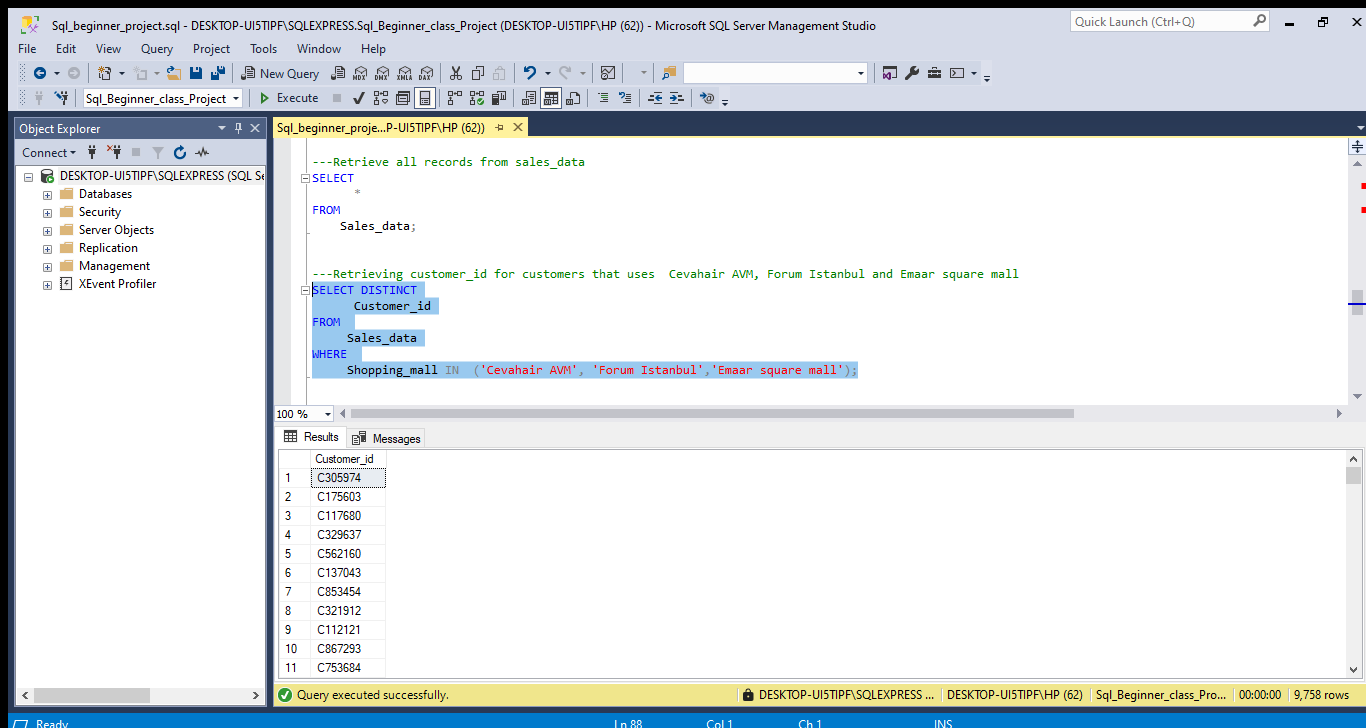 Sql_beginner_project.sql - DESKTOP-UI5TIPF\SQLEXPRESS.Sql_Beginner_class_Project (DESKTOP-UI5TIPF\HP (62)) - Microsoft SQL Server Management Studio
Quick Launch (Ctrl+Q)
File Edit View Query Project Tools Window Help
New Query MDX DMX XMLA DAX
Sql_Beginner_class_Project Execute
Object Explorer
Connect
DESKTOP-UI5TIPF\SQLEXPRESS (SQL Se
Databases
Security
Server Objects
Replication
Management
XEvent Profiler
Sql_beginner_proje...P-UI5TIPF\HP (62))
---Retrieve all records from sales_data
SELECT
*
FROM
Sales_data;
---Retrieving customer_id for customers that uses  Cevahair AVM, Forum Istanbul and Emaar square mall
SELECT DISTINCT
Customer_id
FROM
Sales_data
WHERE
Shopping_mall IN  ('Cevahair AVM', 'Forum Istanbul','Emaar square mall');
100 %
Results Messages
Customer_id
1 C305974
2 C175603
3 C117680
4 C329637
5 C562160
6 C137043
7 C853454
8 C321912
9 C112121
10 C867293
11 C753684
Query executed successfully. DESKTOP-UI5TIPF\SQLEXPRESS ... DESKTOP-UI5TIPF\HP (62) Sql_Beginner_class_Pro... 00:00:00 9,758 rows
Ready Ln 88 Col 1 Ch 1 INS